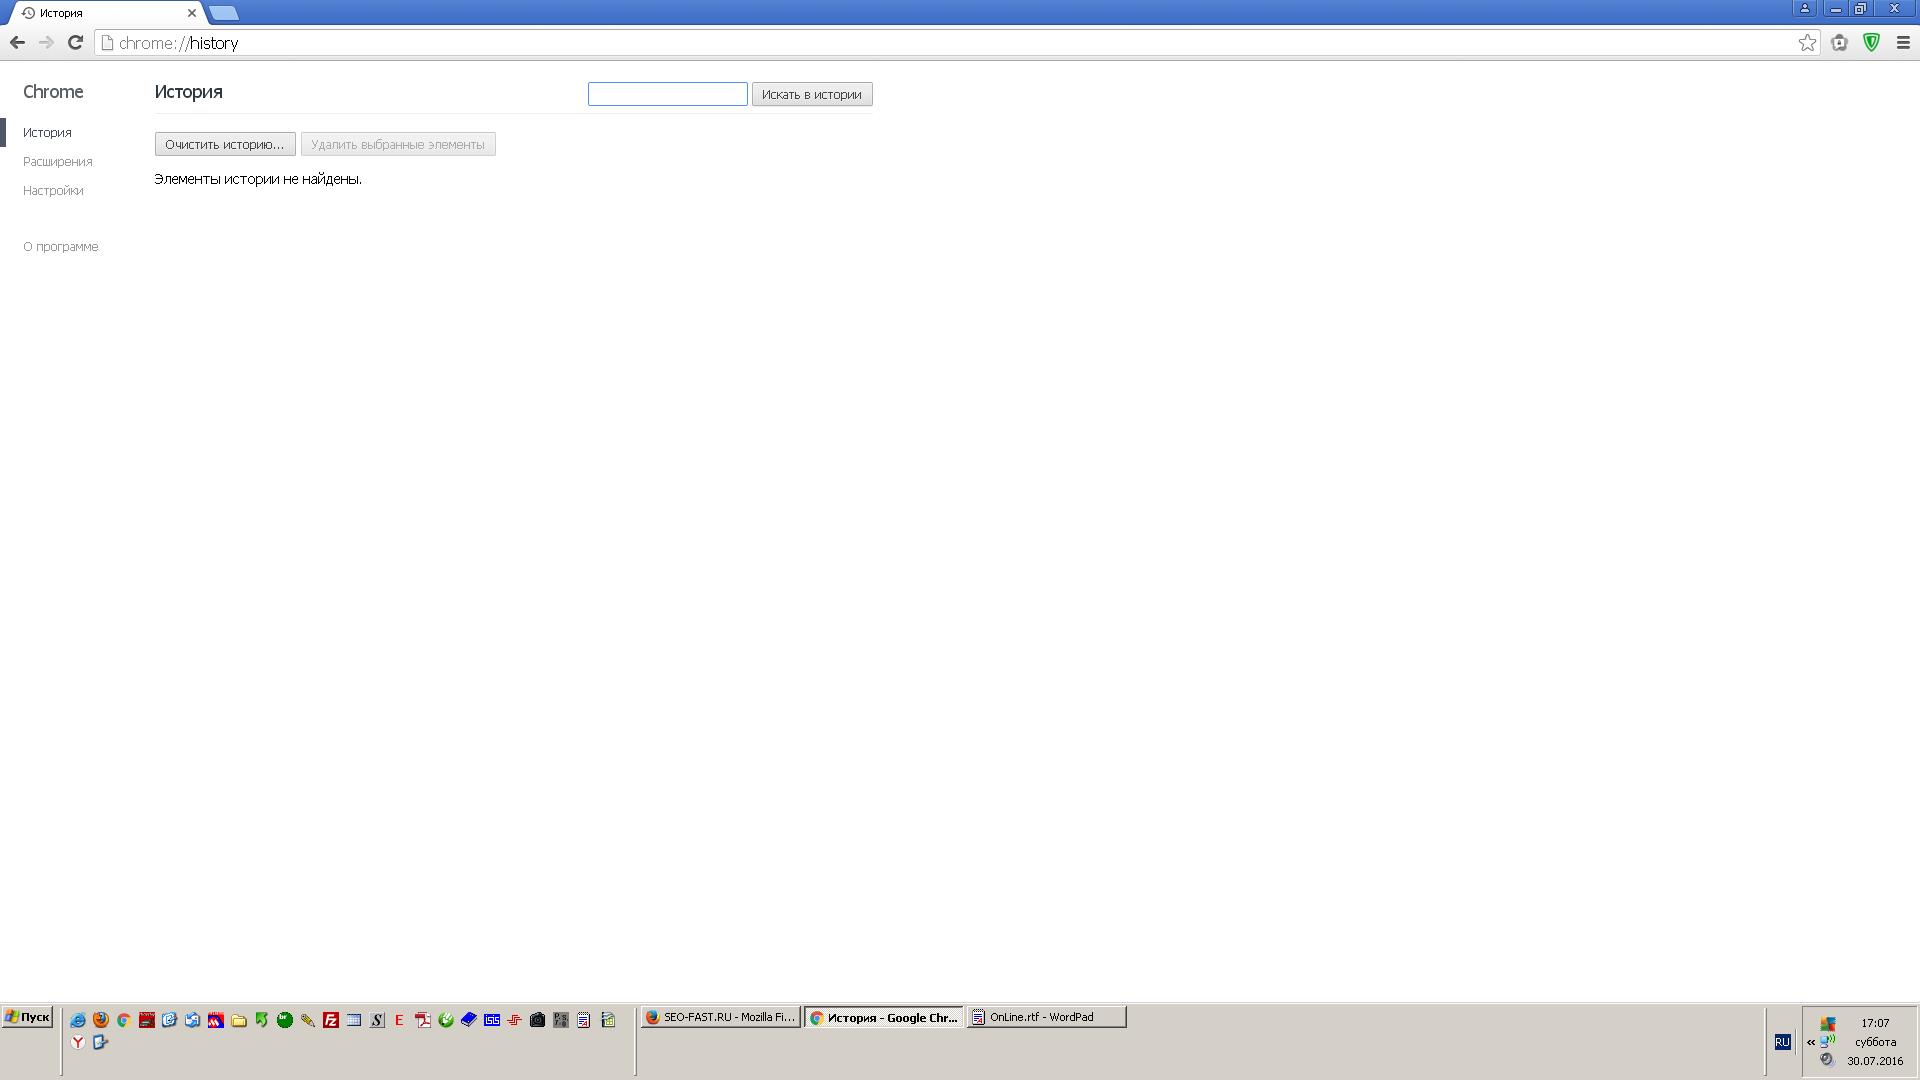 История
chrome://history
Chrome
История
Искать в истории
История
Расширения
Настройки
О программе
Очистить историю...
Удалить выбранные элементы
Элементы истории не найдены.
Пуск
SEO-FAST.RU - Mozilla Fi...
История - Google Chr...
OnLine.rtf - WordPad
RU
«
17:07
суббота
30.07.2016